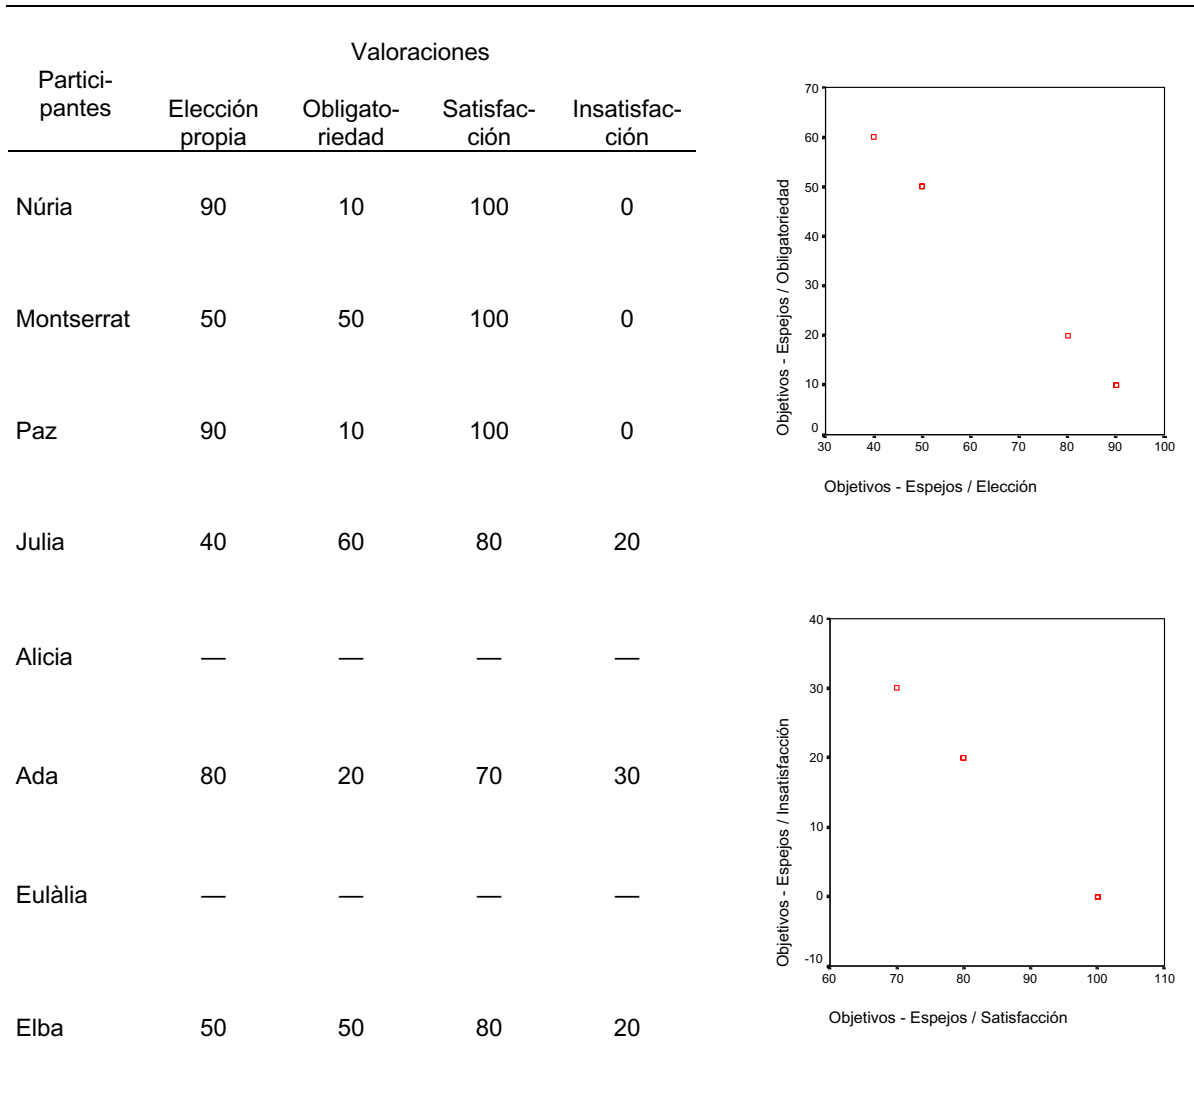 Valoraciones
Partici-
pantes
Elección
propia
Obligato-
riedad
Satisfac-
ción
Insatisfac-
ción
Núria 90 10 100 0
Montserrat 50 50 100 0
Paz 90 10 100 0
Julia 40 60 80 20
Alicia — — — —
Ada 80 20 70 30
Eulàlia — — — —
Elba 50 50 80 20
Objetivos - Espejos / Obligatoriedad
70
60
50
40
30
20
10
0
30 40 50 60 70 80 90 100
Objetivos - Espejos / Elección
Objetivos - Espejos / Insatisfacción
40
30
20
10
0
-10
60 70 80 90 100 110
Objetivos - Espejos / Satisfacción